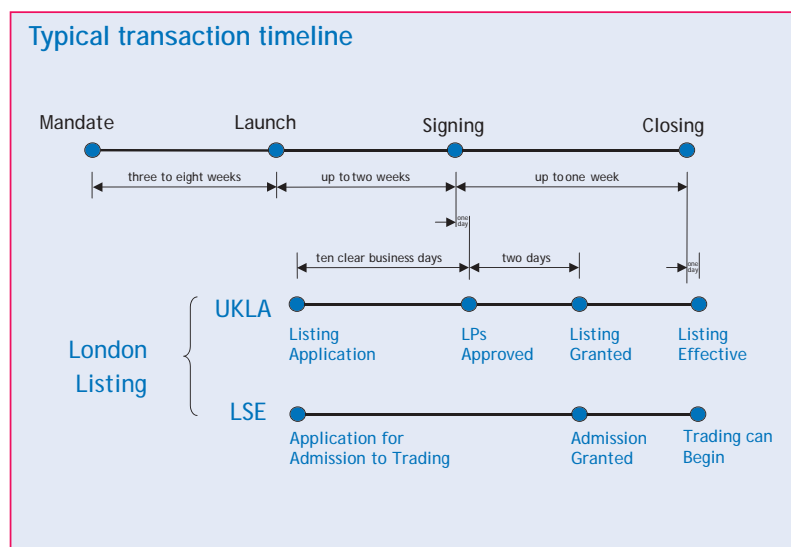 Typical transaction timeline
Mandate
Launch
Signing
Closing
three to eight weeks
up to two weeks
up to one week
one
day
ten clear business days
two days
one
day
UKLA
Listing
Application
LPs
Approved
Listing
Granted
Listing
Effective
London
Listing
LSE
Application for
Admission to Trading
Admission
Granted
Trading can
Begin